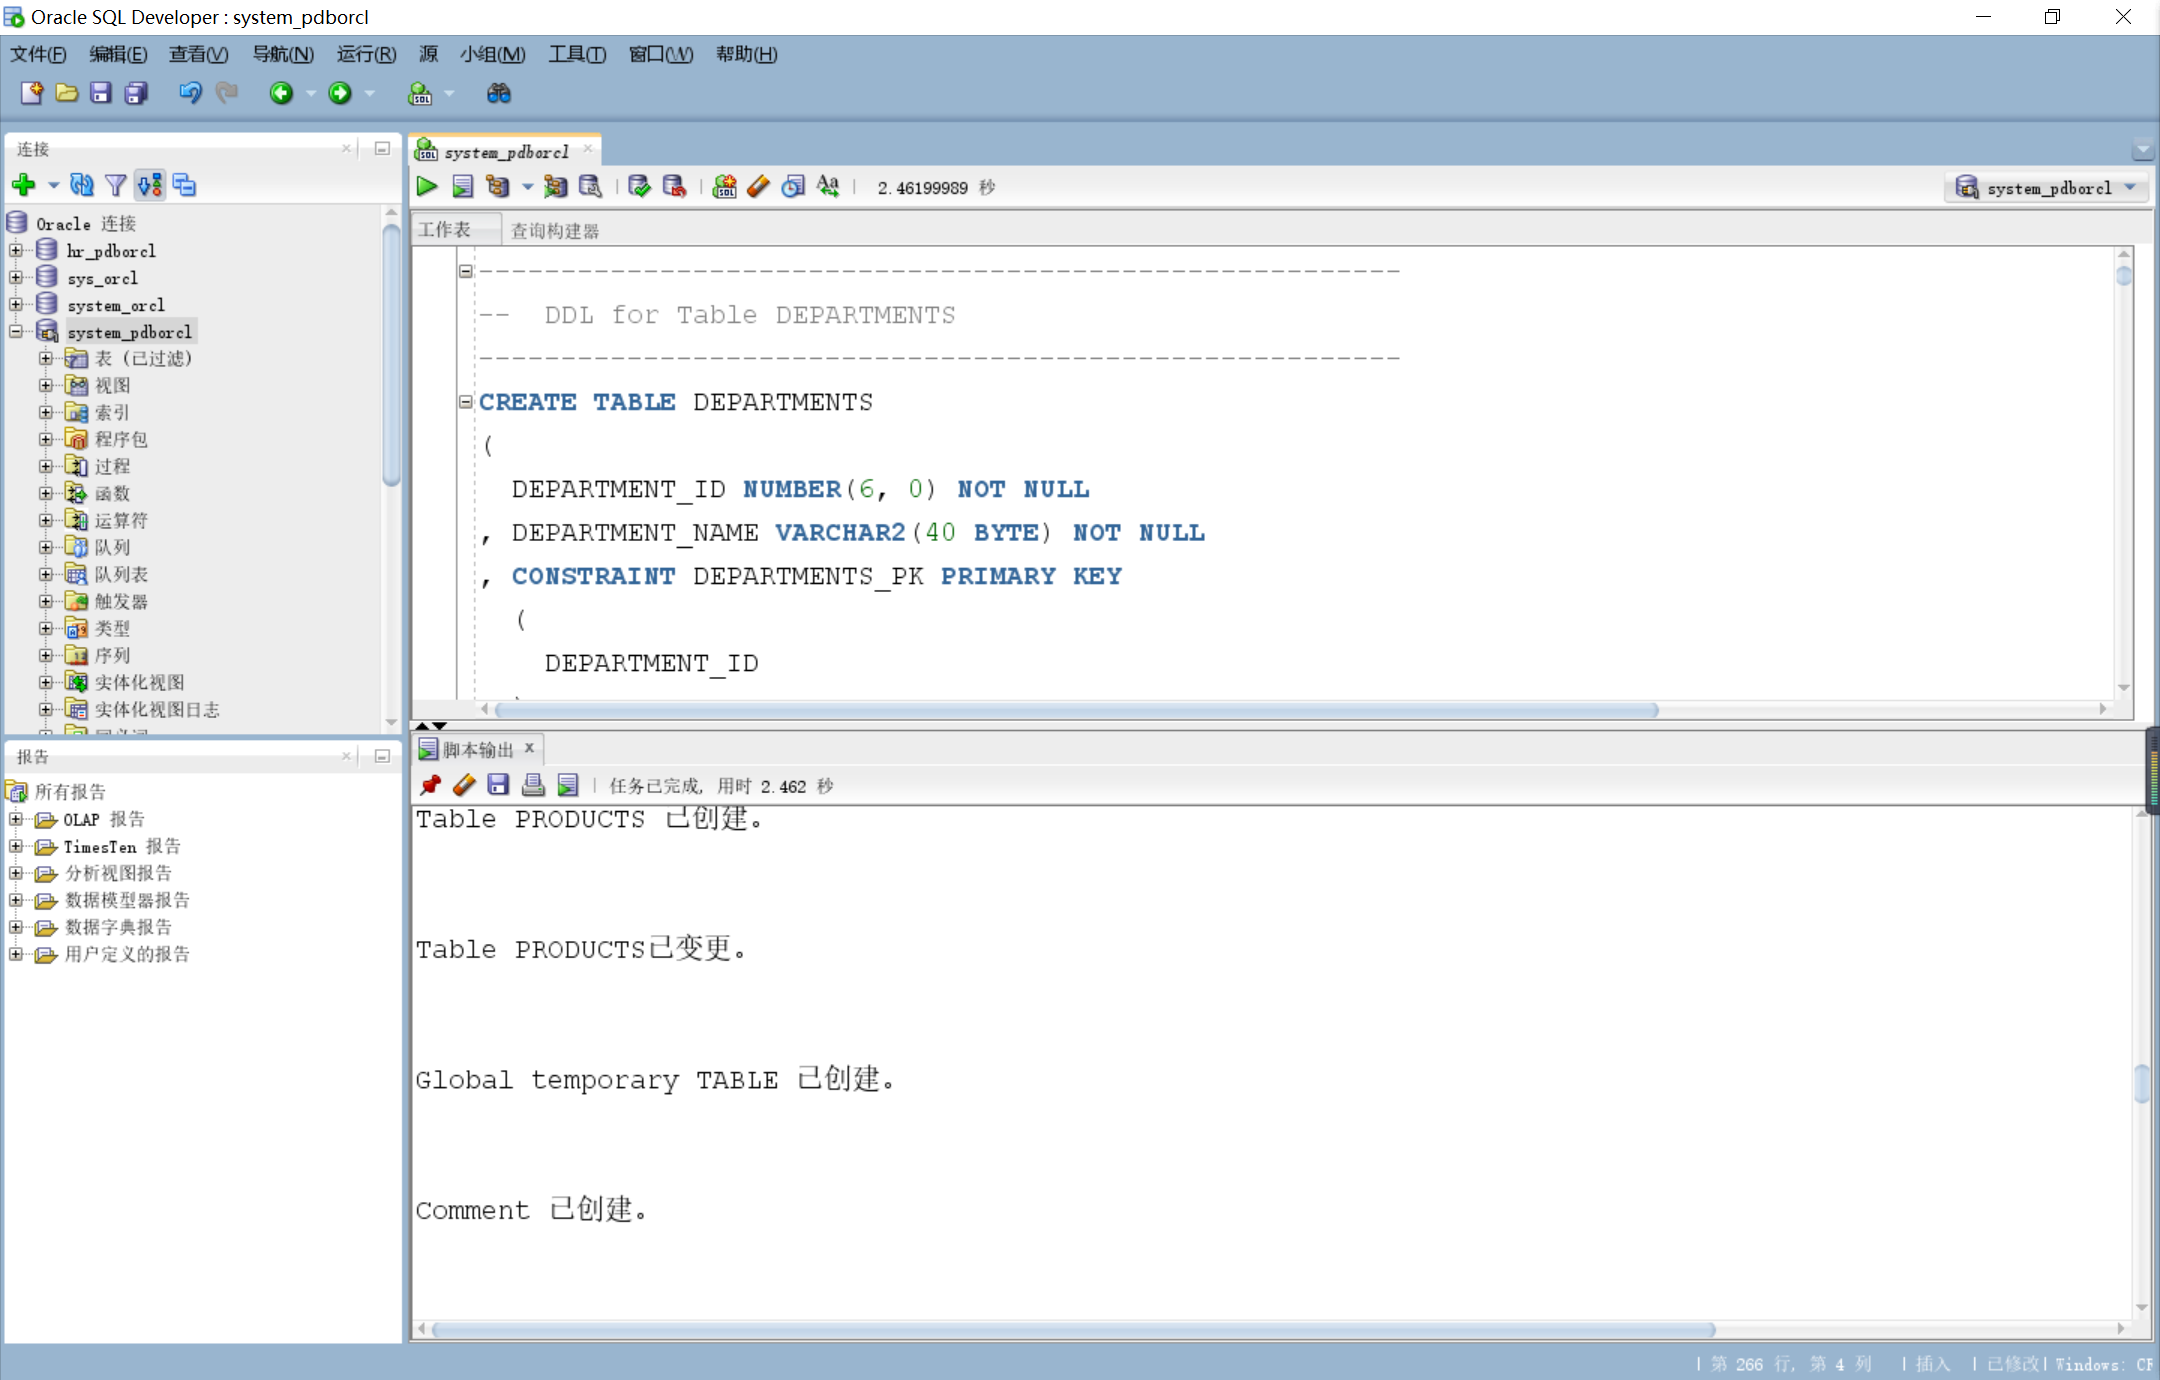 Oracle SQL Developer : system_pdborcl
文件(F) 编辑(E) 查看(V) 导航(N) 运行(R) 源 小组(M) 工具(T) 窗口(W) 帮助(H)
连接
Oracle 连接
hr_pdborcl
sys_orcl
system_orcl
system_pdborcl
表 (已过滤)
视图
索引
程序包
过程
函数
运算符
队列
队列表
触发器
类型
序列
实体化视图
实体化视图日志
报告
所有报告
OLAP 报告
TimesTen 报告
分析视图报告
数据模型器报告
数据字典报告
用户定义的报告
system_pdborcl
2.46199989 秒
system_pdborcl
工作表 查询构建器
--------------------------------------------------------
-- DDL for Table DEPARTMENTS
--------------------------------------------------------
CREATE TABLE DEPARTMENTS
(
DEPARTMENT_ID NUMBER(6, 0) NOT NULL
, DEPARTMENT_NAME VARCHAR2(40 BYTE) NOT NULL
, CONSTRAINT DEPARTMENTS_PK PRIMARY KEY
(
DEPARTMENT_ID
脚本输出
任务已完成, 用时 2.462 秒
Table PRODUCTS 已创建。
Table PRODUCTS已变更。
Global temporary TABLE 已创建。
Comment 已创建。
| 第 266 行, 第 4 列 | 插入 | 已修改| Windows: CR